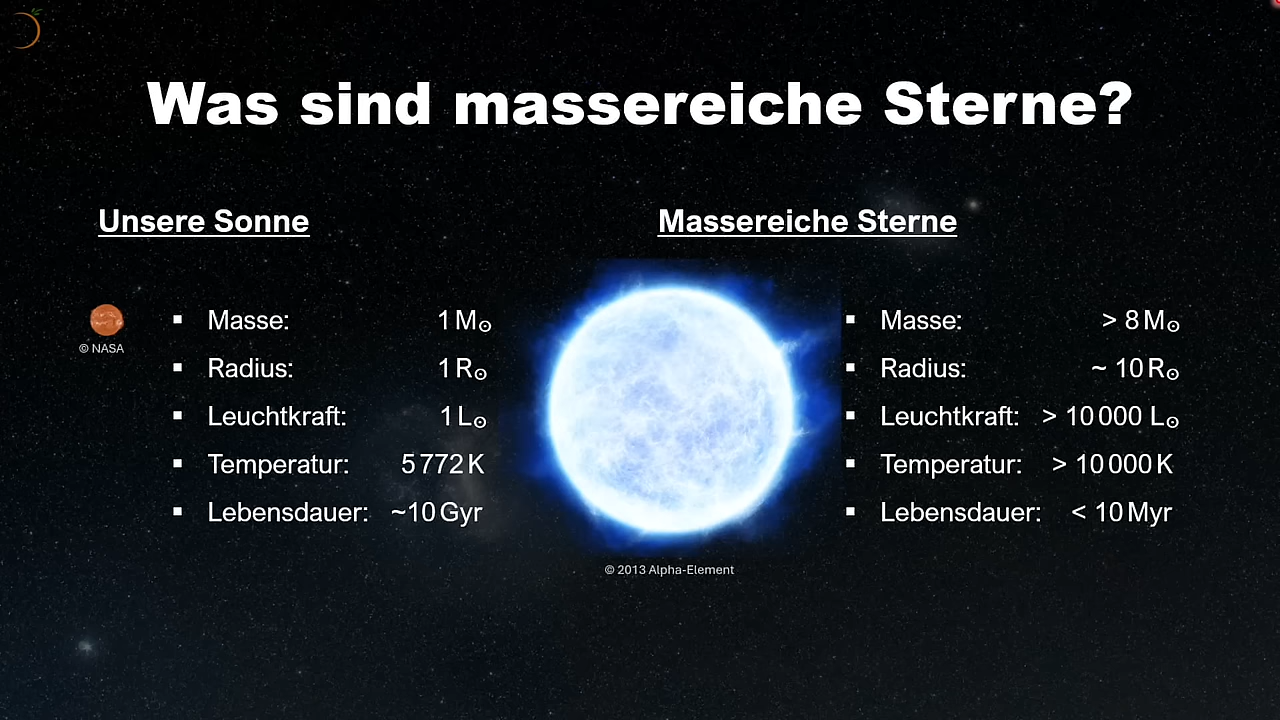 Was sind massereiche Sterne?
Unsere Sonne
© NASA
▪ Masse: 1 M☉
▪ Radius: 1 R☉
▪ Leuchtkraft: 1 L☉
▪ Temperatur: 5 772 K
▪ Lebensdauer: ~10 Gyr
Massereiche Sterne
▪ Masse: > 8 M☉
▪ Radius: ~ 10 R☉
▪ Leuchtkraft: > 10 000 L☉
▪ Temperatur: > 10 000 K
▪ Lebensdauer: < 10 Myr
© 2013 Alpha-Element